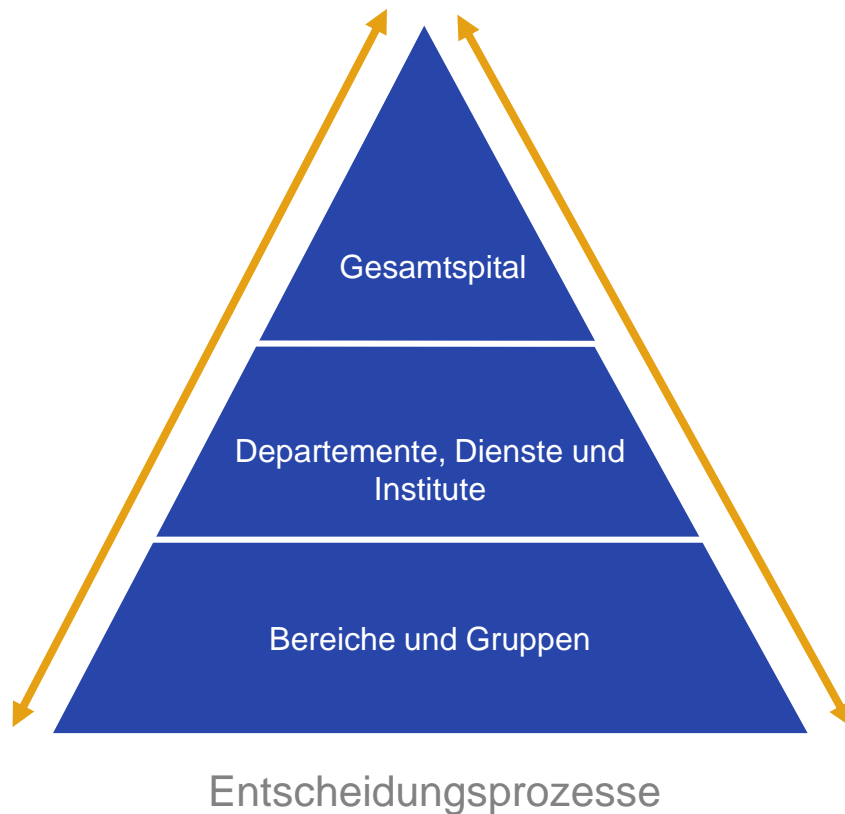 Gesamtspital
Departemente, Dienste und
Institute
Bereiche und Gruppen
Entscheidungsprozesse